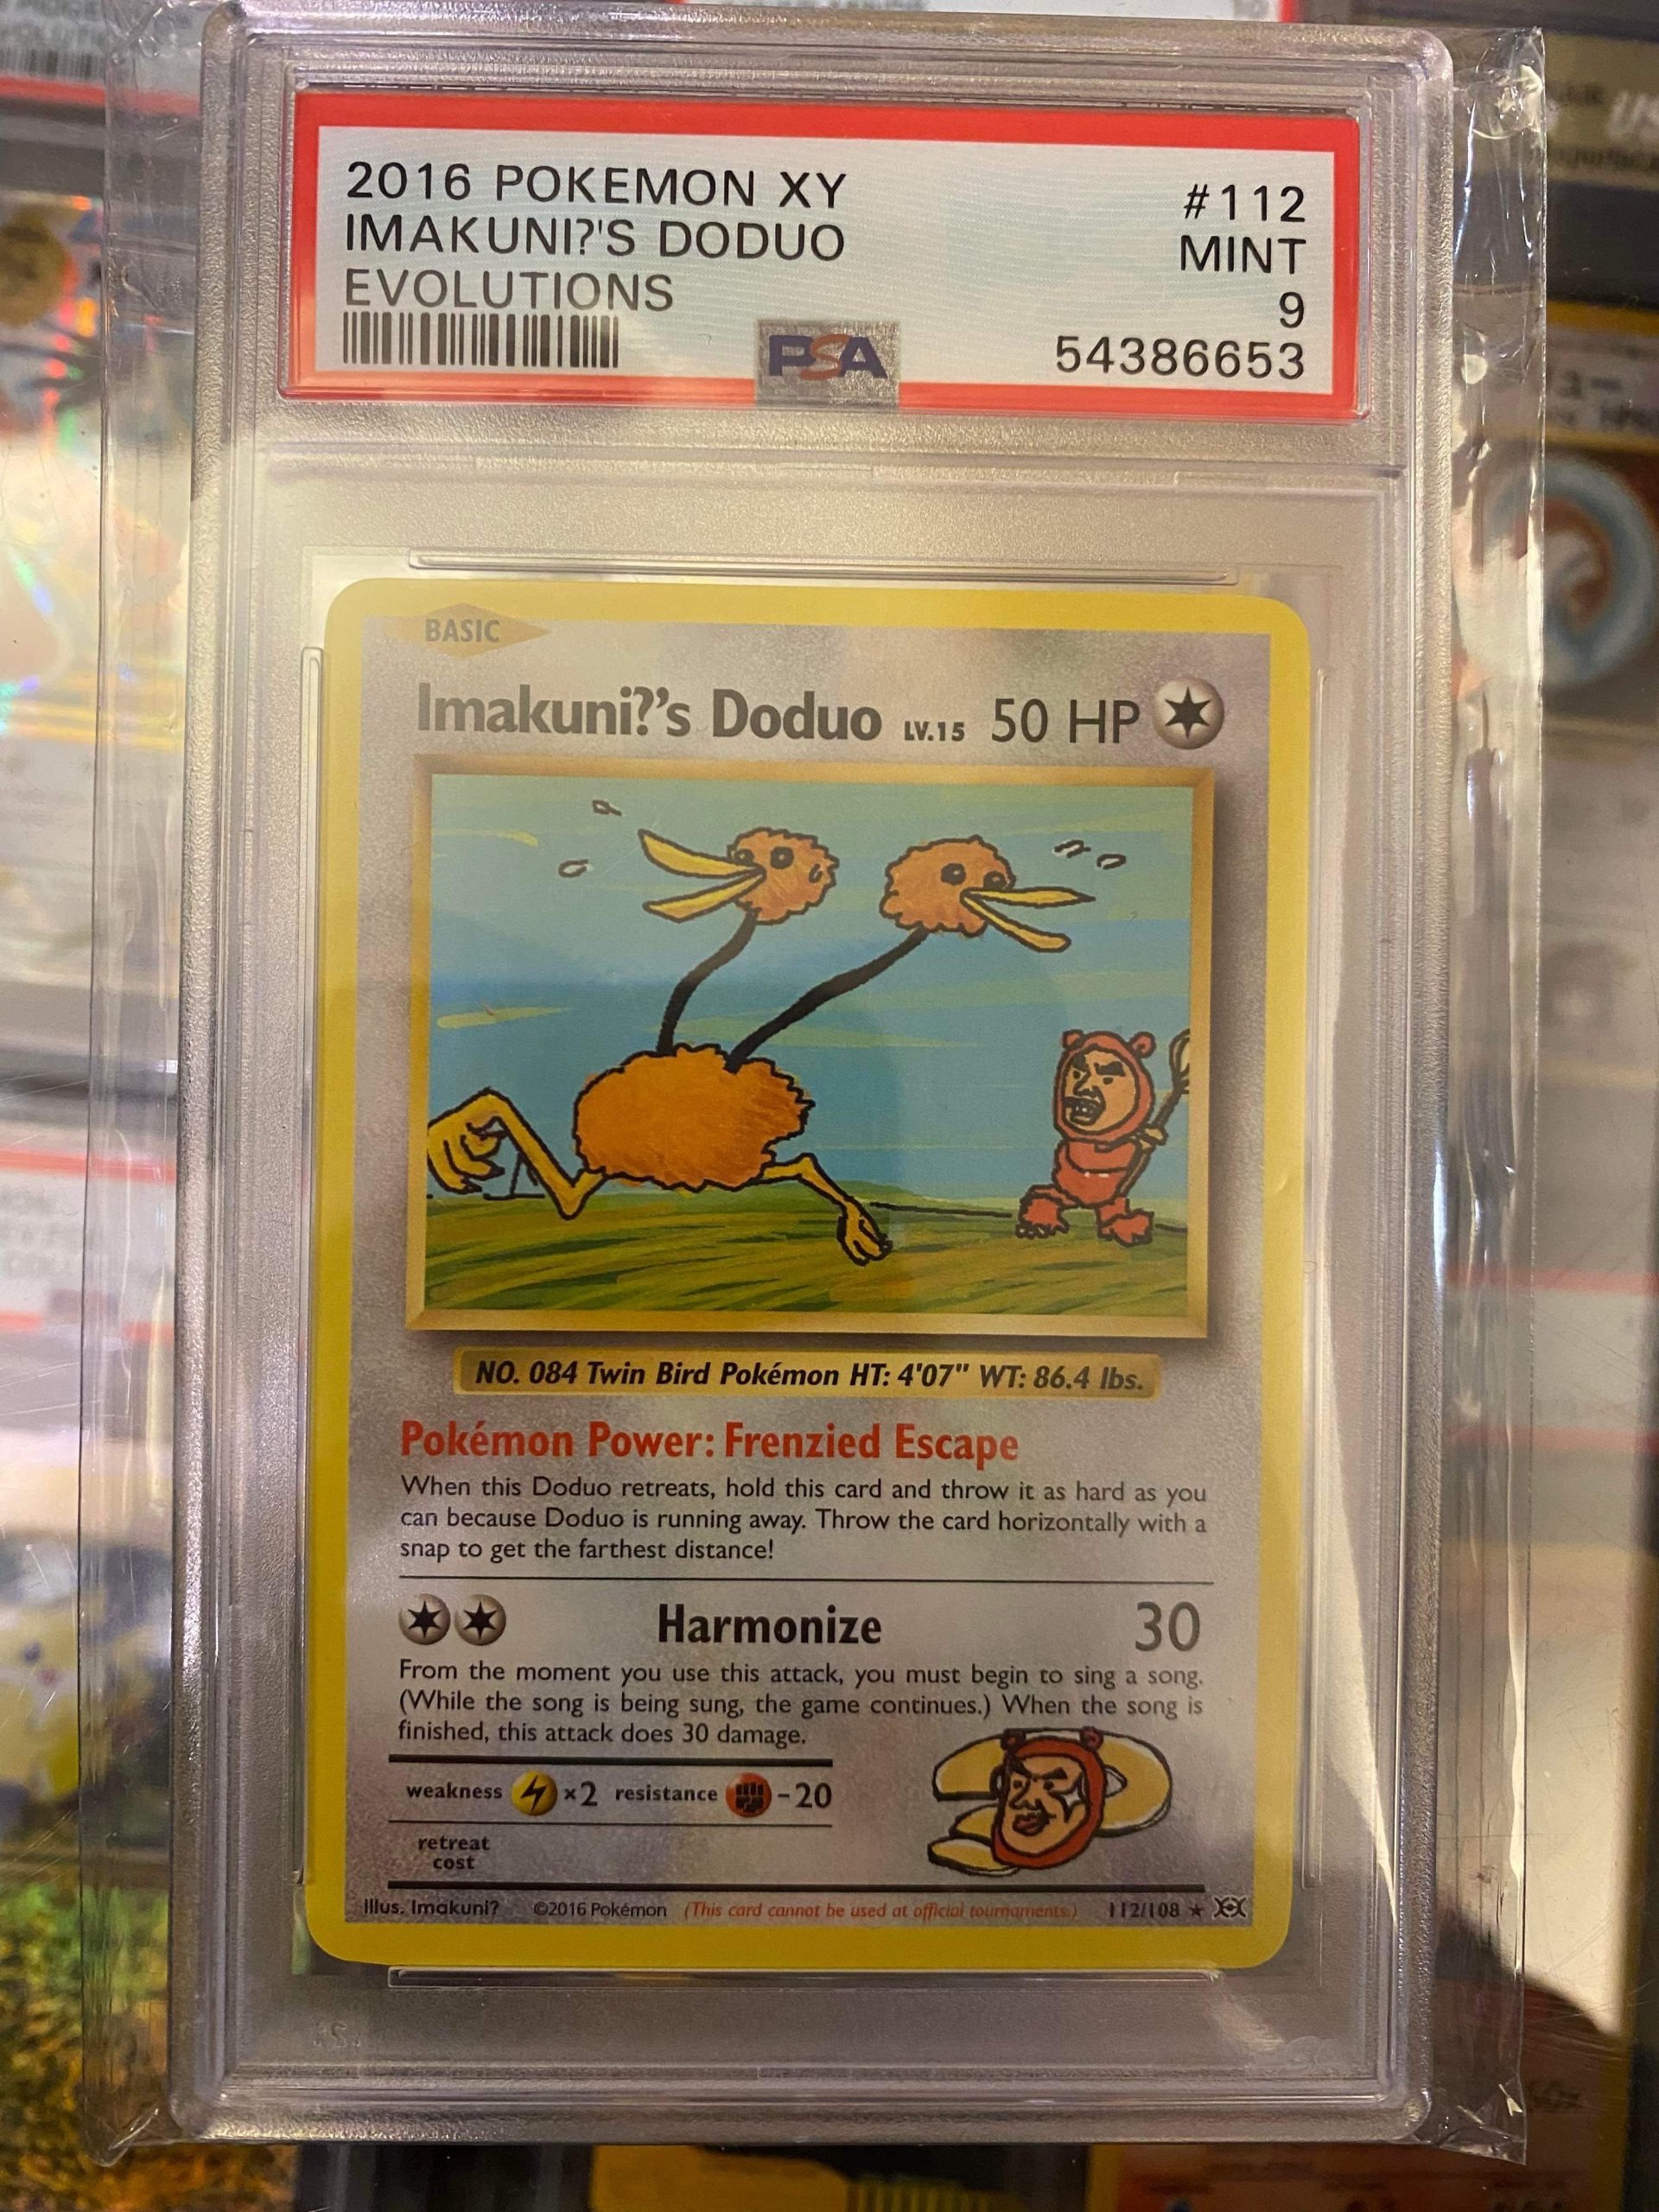 2016 POKEMON XY #112
IMAKUNI?'S DODUO MINT
EVOLUTIONS 9
PSA 54386653
BASIC
Imakuni?'s Doduo LV.15 50 HP
NO. 084 Twin Bird Pokémon HT: 4'07" WT: 86.4 lbs.
Pokémon Power: Frenzied Escape
When this Doduo retreats, hold this card and throw it as hard as you
can because Doduo is running away. Throw the card horizontally with a
snap to get the farthest distance!
Harmonize 30
From the moment you use this attack, you must begin to sing a song.
(While the song is being sung, the game continues.) When the song is
finished, this attack does 30 damage.
weakness ×2 resistance -20
retreat
cost
Illus. Imakuni? ©2016 Pokémon (This card cannot be used at official tournaments.) 112/108